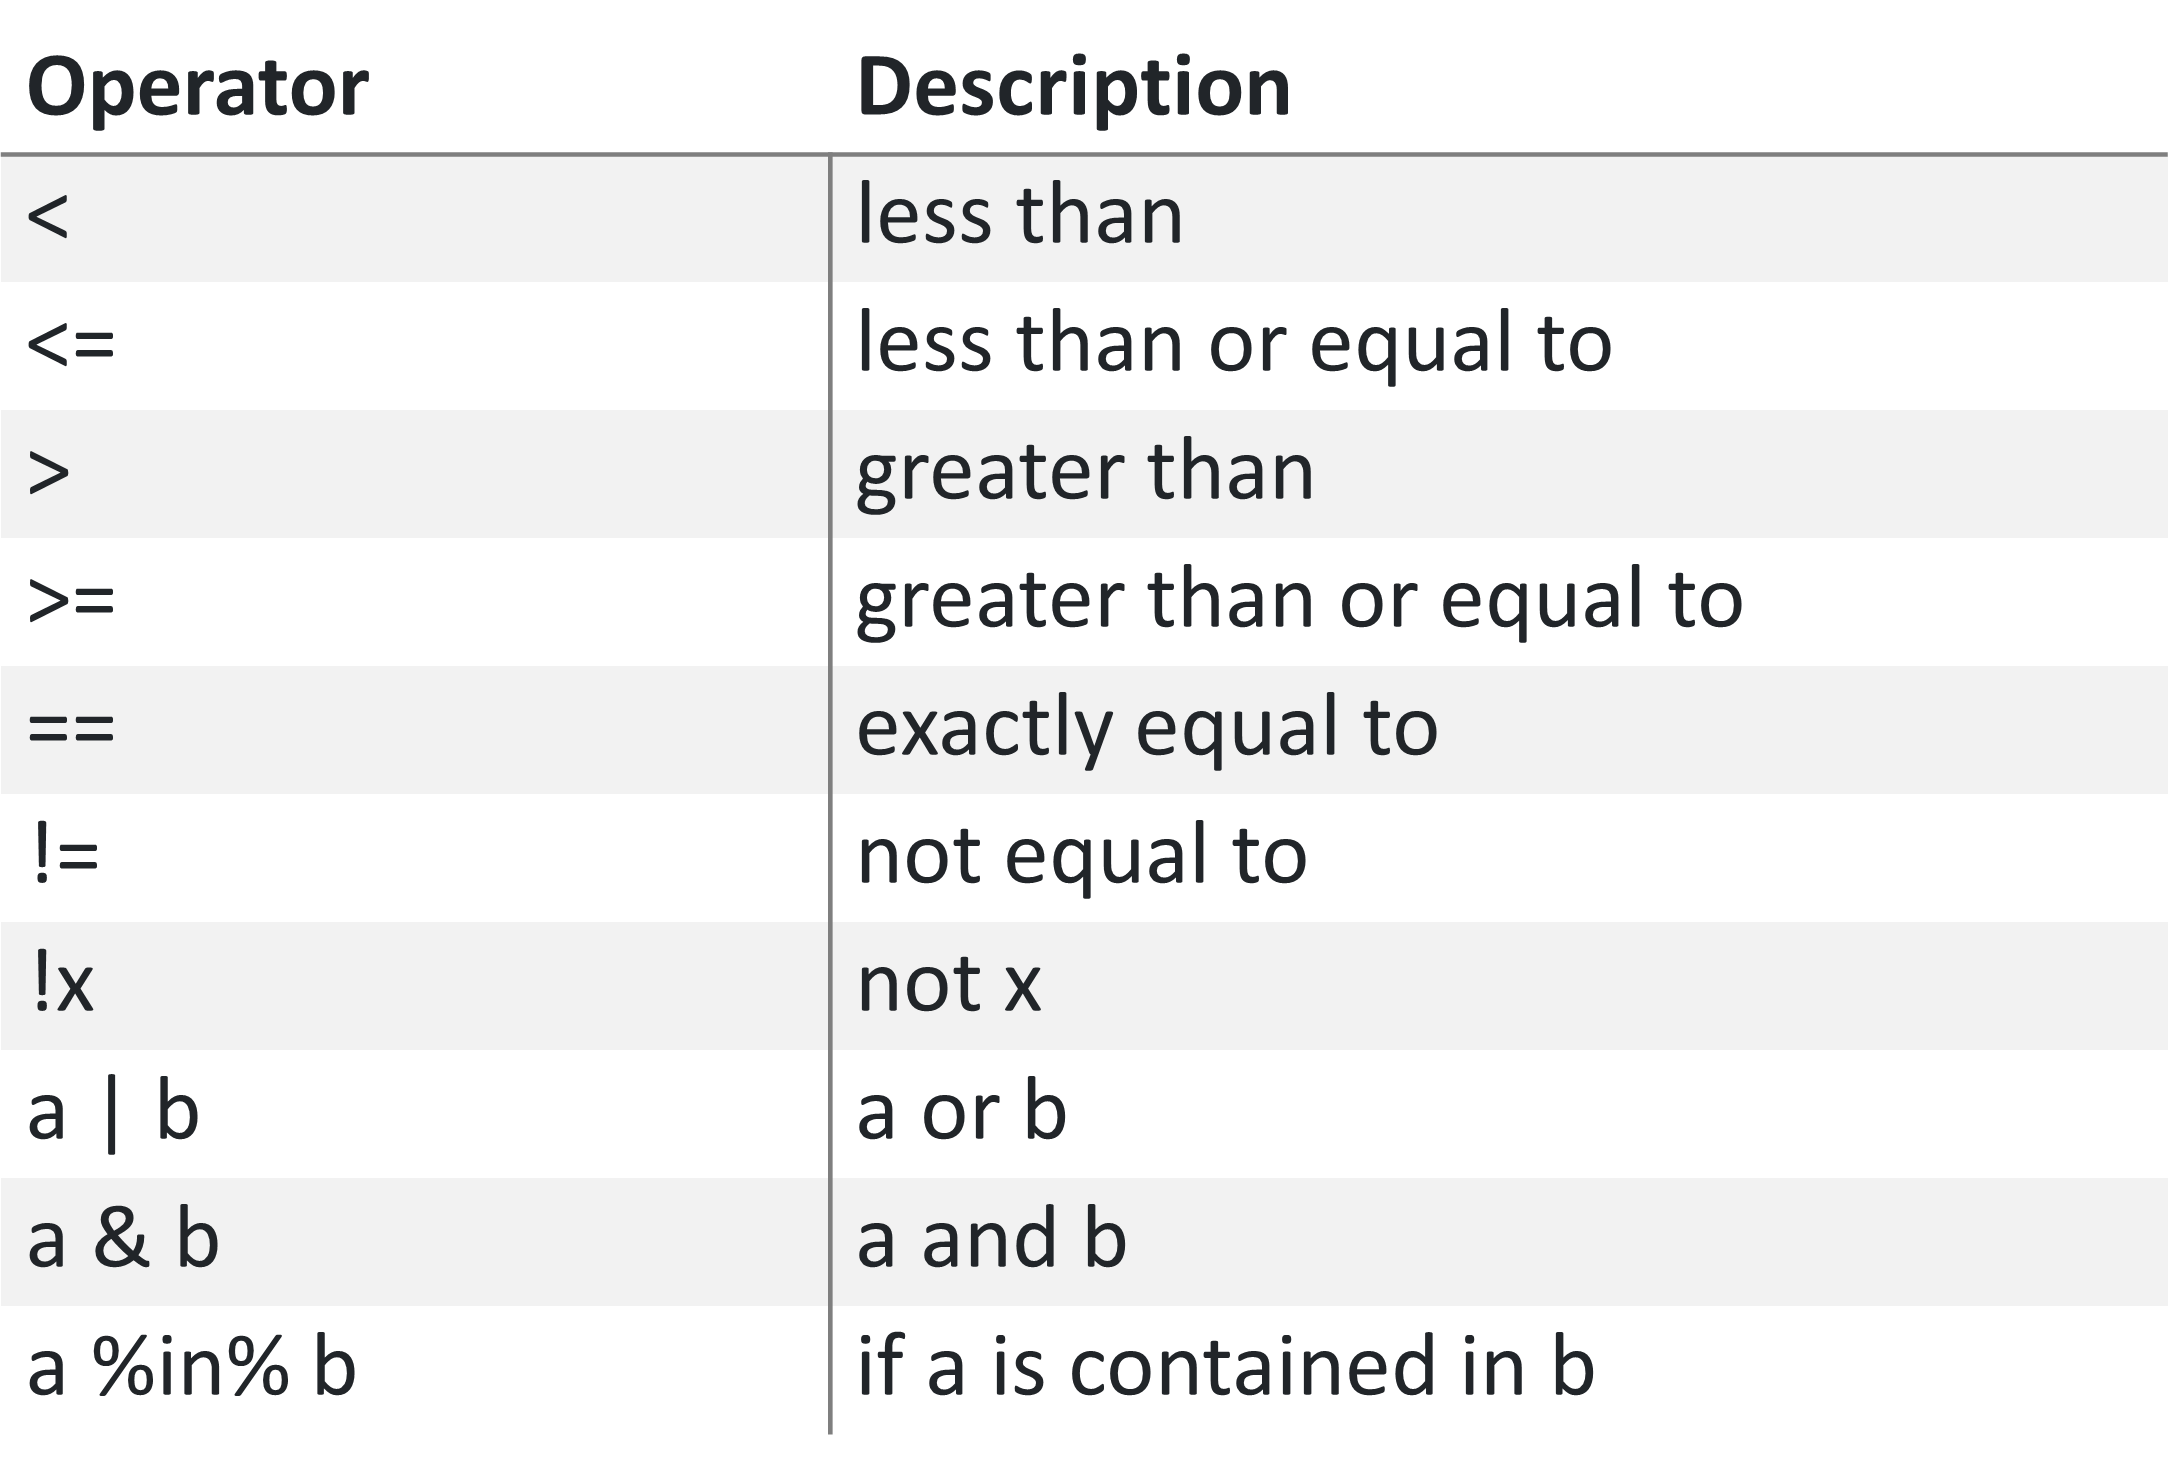 Operator Description
< less than
<= less than or equal to
> greater than
>= greater than or equal to
== exactly equal to
!= not equal to
!x not x
a | b a or b
a & b a and b
a %in% b if a is contained in b